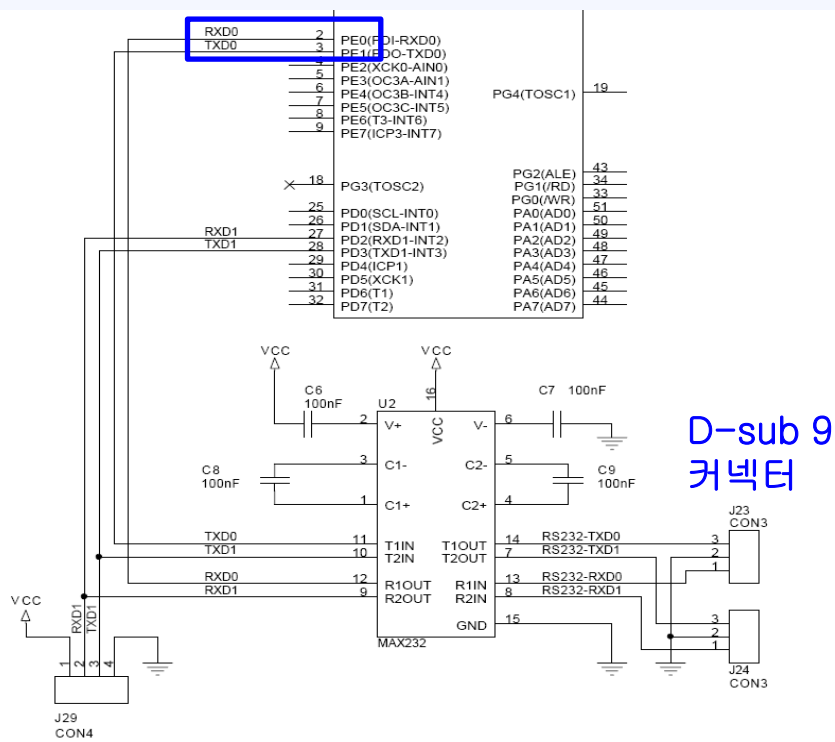 RXD0
2
PE0(PDI-RXD0)
TXD0
3
PE1(PDO-TXD0)
4
PE2(XCK0-AIN0)
5
PE3(OC3A-AIN1)
6
PE4(OC3B-INT4)
7
PE5(OC3C-INT5)
8
PE6(T3-INT6)
9
PE7(ICP3-INT7)
PG4(TOSC1)
19
18
PG3(TOSC2)
PG2(ALE)
43
PG1(/RD)
34
PG0(/WR)
33
25
PD0(SCL-INT0)
PA0(AD0)
51
26
PD1(SDA-INT1)
PA1(AD1)
50
RXD1
27
PD2(RXD1-INT2)
PA2(AD2)
49
TXD1
28
PD3(TXD1-INT3)
PA3(AD3)
48
29
PD4(ICP1)
PA4(AD4)
47
30
PD5(XCK1)
PA5(AD5)
46
31
PD6(T1)
PA6(AD6)
45
32
PD7(T2)
PA7(AD7)
44
VCC
VCC
C6
100nF
U2
16
VCC
C7 100nF
2
V+
V-
6
D-sub 9
커넥터
C8
100nF
3
C1-
C2-
5
C9
100nF
1
C1+
C2+
4
J23
CON3
TXD0
11
T1IN
T1OUT
14
RS232-TXD0
3
TXD1
10
T2IN
T2OUT
7
RS232-TXD1
2
1
RXD0
12
R1OUT
R1IN
13
RS232-RXD0
RXD1
9
R2OUT
R2IN
8
RS232-RXD1
VCC
RXD1
TXD1
GND
15
3
2
1
MAX232
1
2
3
4
J24
CON3
J29
CON4